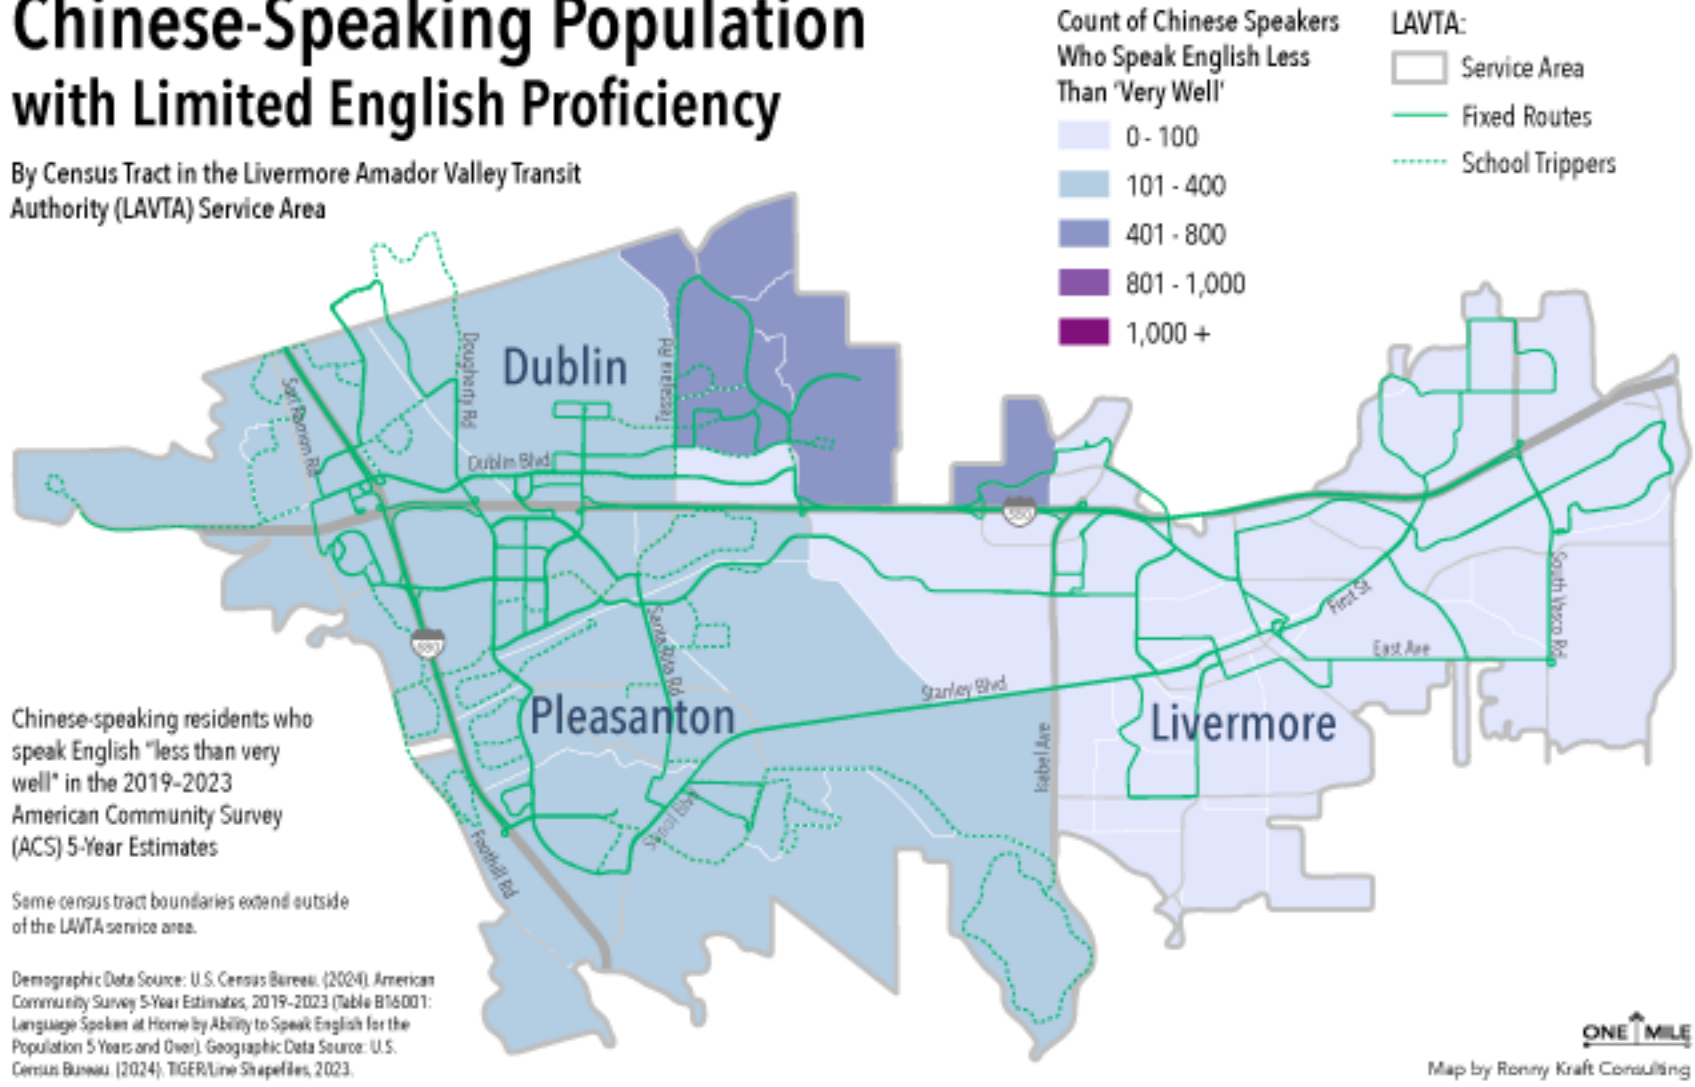 Chinese-Speaking Population
with Limited English Proficiency
By Census Tract in the Livermore Amador Valley Transit
Authority (LAVTA) Service Area
Count of Chinese Speakers
Who Speak English Less
Than ‘Very Well’
0 - 100
101 - 400
401 - 800
801 - 1,000
1,000 +
LAVTA:
Service Area
Fixed Routes
School Trippers
Dublin
Dougherty Rd
Tassajara Rd
San Ramon Rd
Dublin Blvd
580
680
Santa Rita Rd
Pleasanton
Stanley Blvd
Isabel Ave
Livermore
First St
East Ave
South Vasco Rd
Sunol Blvd
Foothill Rd
Chinese-speaking residents who
speak English "less than very
well" in the 2019–2023
American Community Survey
(ACS) 5-Year Estimates
Some census tract boundaries extend outside
of the LAVTA service area.
Demographic Data Source: U.S. Census Bureau. (2024). American
Community Survey 5-Year Estimates, 2019–2023 (Table B16001:
Language Spoken at Home by Ability to Speak English for the
Population 5 Years and Over). Geographic Data Source: U.S.
Census Bureau. (2024). TIGER/Line Shapefiles, 2023.
ONE MILE
Map by Ronny Kraft Consulting